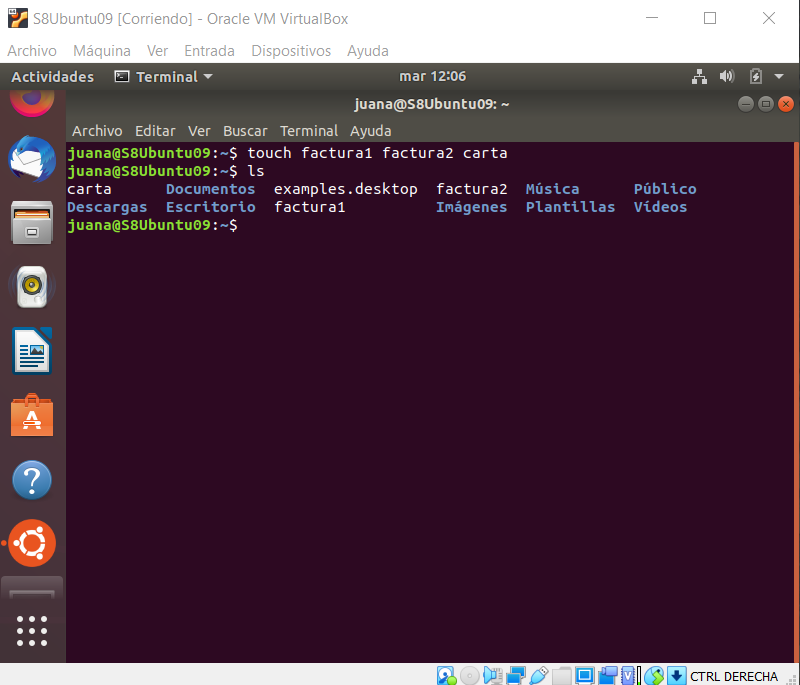 S8Ubuntu09 [Corriendo] - Oracle VM VirtualBox
Archivo Máquina Ver Entrada Dispositivos Ayuda
Actividades Terminal mar 12:06
juana@S8Ubuntu09: ~
Archivo Editar Ver Buscar Terminal Ayuda
juana@S8Ubuntu09:~$ touch factura1 factura2 carta
juana@S8Ubuntu09:~$ ls
carta Documentos examples.desktop factura2 Música Público
Descargas Escritorio factura1 Imágenes Plantillas Vídeos
juana@S8Ubuntu09:~$
CTRL DERECHA